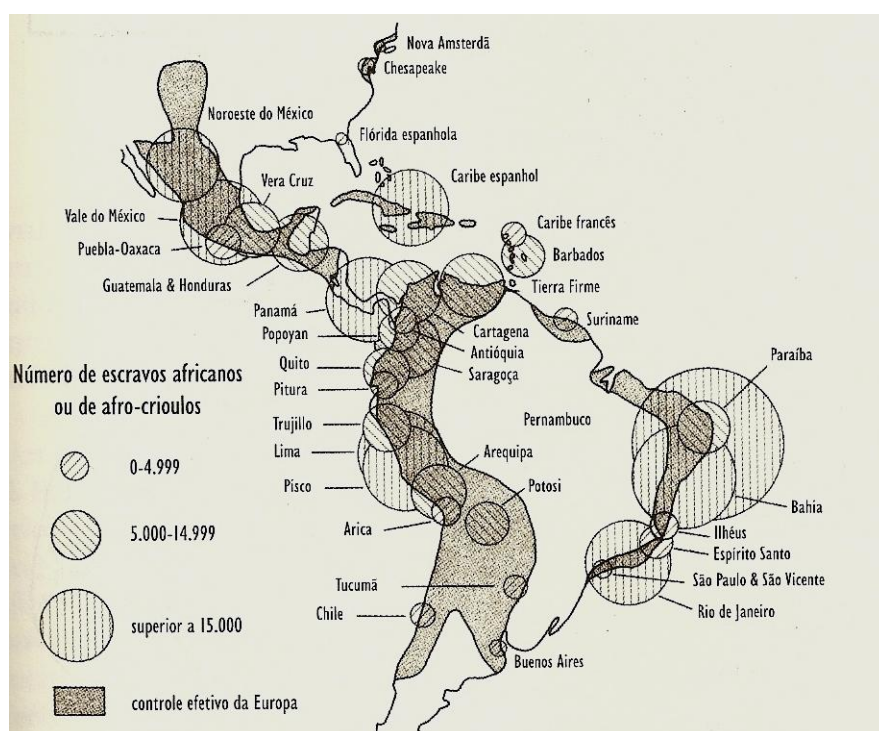 Nova Amsterdã
Chesapeake
Noroeste do México
Flórida espanhola
Vera Cruz
Caribe espanhol
Vale do México
Caribe francês
Puebla-Oaxaca
Barbados
Guatemala & Honduras
Tierra Firme
Panamá
Suriname
Popoyan
Cartagena
Antióquia
Paraíba
Quito
Saragoça
Pitura
Número de escravos africanos
ou de afro-crioulos
Trujillo
Pernambuco
Lima
Arequipa
Pisco
Potosi
0-4.999
Bahia
Arica
Ilhéus
5.000-14.999
Espírito Santo
Tucumã
São Paulo & São Vicente
Chile
Rio de Janeiro
superior a 15.000
Buenos Aires
controle efetivo da Europa